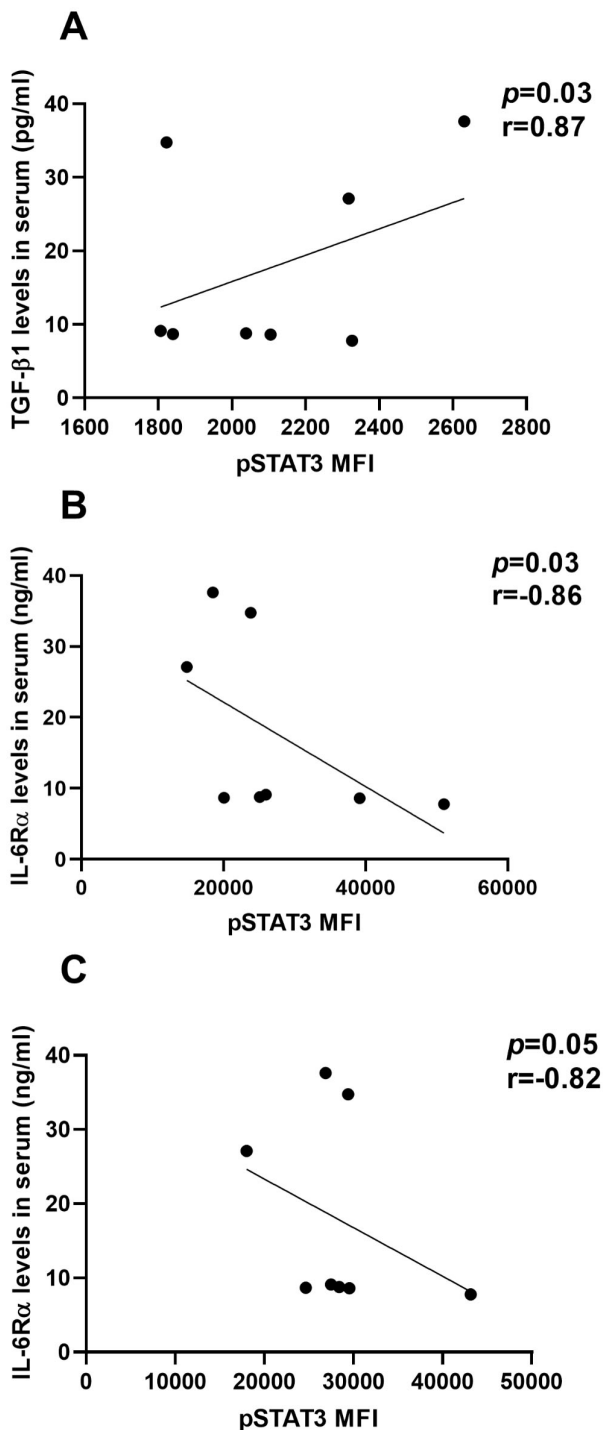 A
p=0.03
r=0.87
TGF-β1 levels in serum (pg/ml)
40
30
20
10
0
1600 1800 2000 2200 2400 2600 2800
pSTAT3 MFI
B
p=0.03
r=-0.86
IL-6Rα levels in serum (ng/ml)
40
30
20
10
0
0 20000 40000 60000
pSTAT3 MFI
C
p=0.05
r=-0.82
IL-6Rα levels in serum (ng/ml)
40
30
20
10
0
0 10000 20000 30000 40000 50000
pSTAT3 MFI